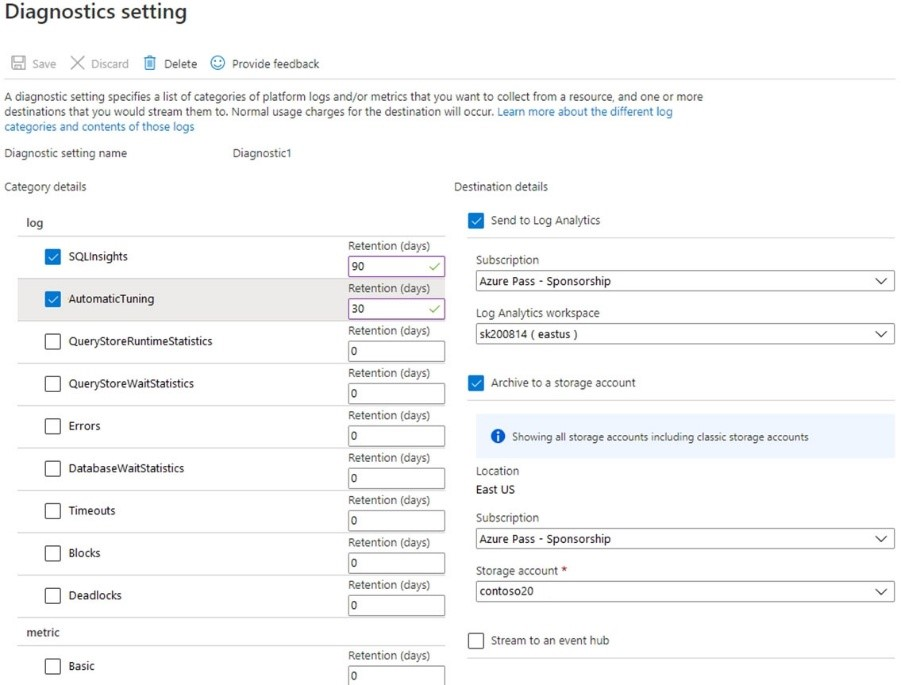 Diagnostics setting
Save Discard Delete Provide feedback
A diagnostic setting specifies a list of categories of platform logs and/or metrics that you want to collect from a resource, and one or more
destinations that you would stream them to. Normal usage charges for the destination will occur. Learn more about the different log
categories and contents of those logs
Diagnostic setting name Diagnostic1
Category details
log
SQLInsights
Retention (days)
90
AutomaticTuning
Retention (days)
30
QueryStoreRuntimeStatistics
Retention (days)
0
QueryStoreWaitStatistics
Retention (days)
0
Errors
Retention (days)
0
DatabaseWaitStatistics
Retention (days)
0
Timeouts
Retention (days)
0
Blocks
Retention (days)
0
Deadlocks
Retention (days)
0
metric
Basic
Retention (days)
0
Destination details
Send to Log Analytics
Subscription
Azure Pass - Sponsorship
Log Analytics workspace
sk200814 ( eastus )
Archive to a storage account
Showing all storage accounts including classic storage accounts
Location
East US
Subscription
Azure Pass - Sponsorship
Storage account *
contoso20
Stream to an event hub